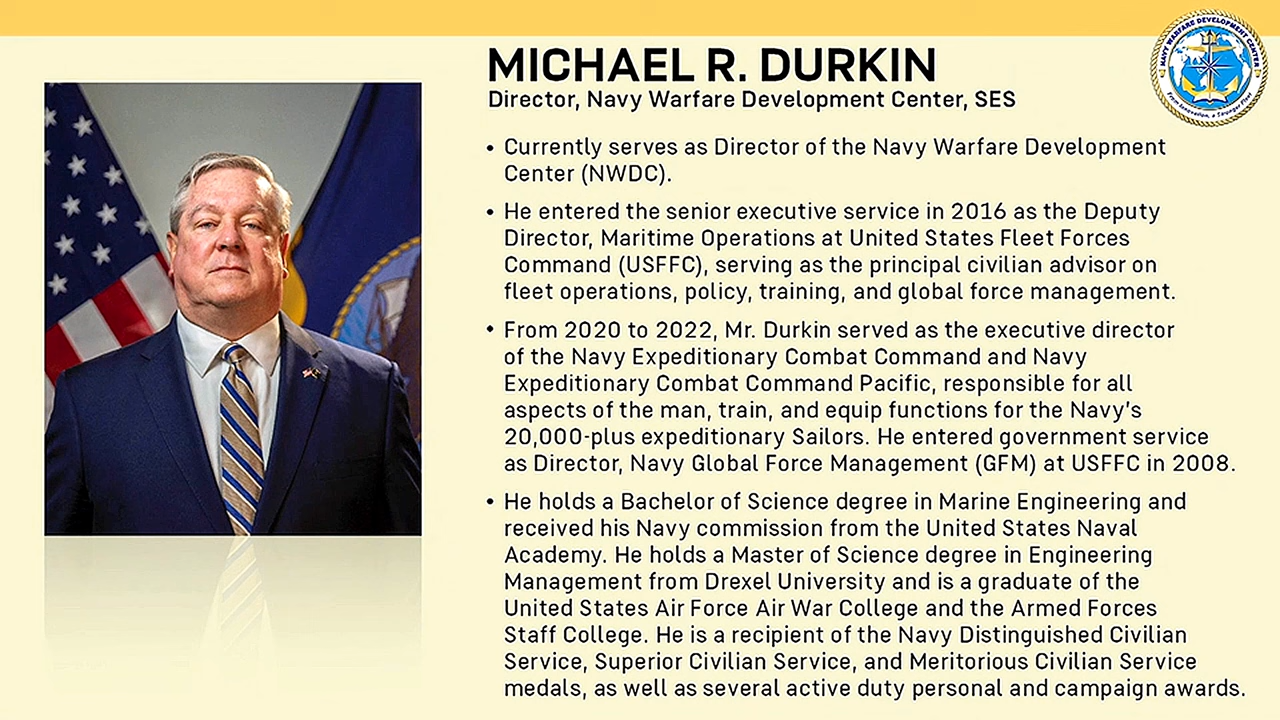 MICHAEL R. DURKIN
Director, Navy Warfare Development Center, SES
• Currently serves as Director of the Navy Warfare Development
Center (NWDC).
• He entered the senior executive service in 2016 as the Deputy
Director, Maritime Operations at United States Fleet Forces
Command (USFFC), serving as the principal civilian advisor on
fleet operations, policy, training, and global force management.
• From 2020 to 2022, Mr. Durkin served as the executive director
of the Navy Expeditionary Combat Command and Navy
Expeditionary Combat Command Pacific, responsible for all
aspects of the man, train, and equip functions for the Navy's
20,000-plus expeditionary Sailors. He entered government service
as Director, Navy Global Force Management (GFM) at USFFC in 2008.
• He holds a Bachelor of Science degree in Marine Engineering and
received his Navy commission from the United States Naval
Academy. He holds a Master of Science degree in Engineering
Management from Drexel University and is a graduate of the
United States Air Force Air War College and the Armed Forces
Staff College. He is a recipient of the Navy Distinguished Civilian
Service, Superior Civilian Service, and Meritorious Civilian Service
medals, as well as several active duty personal and campaign awards.
NAVY WARFARE DEVELOPMENT CENTER
From Innovation, a Stronger Fleet